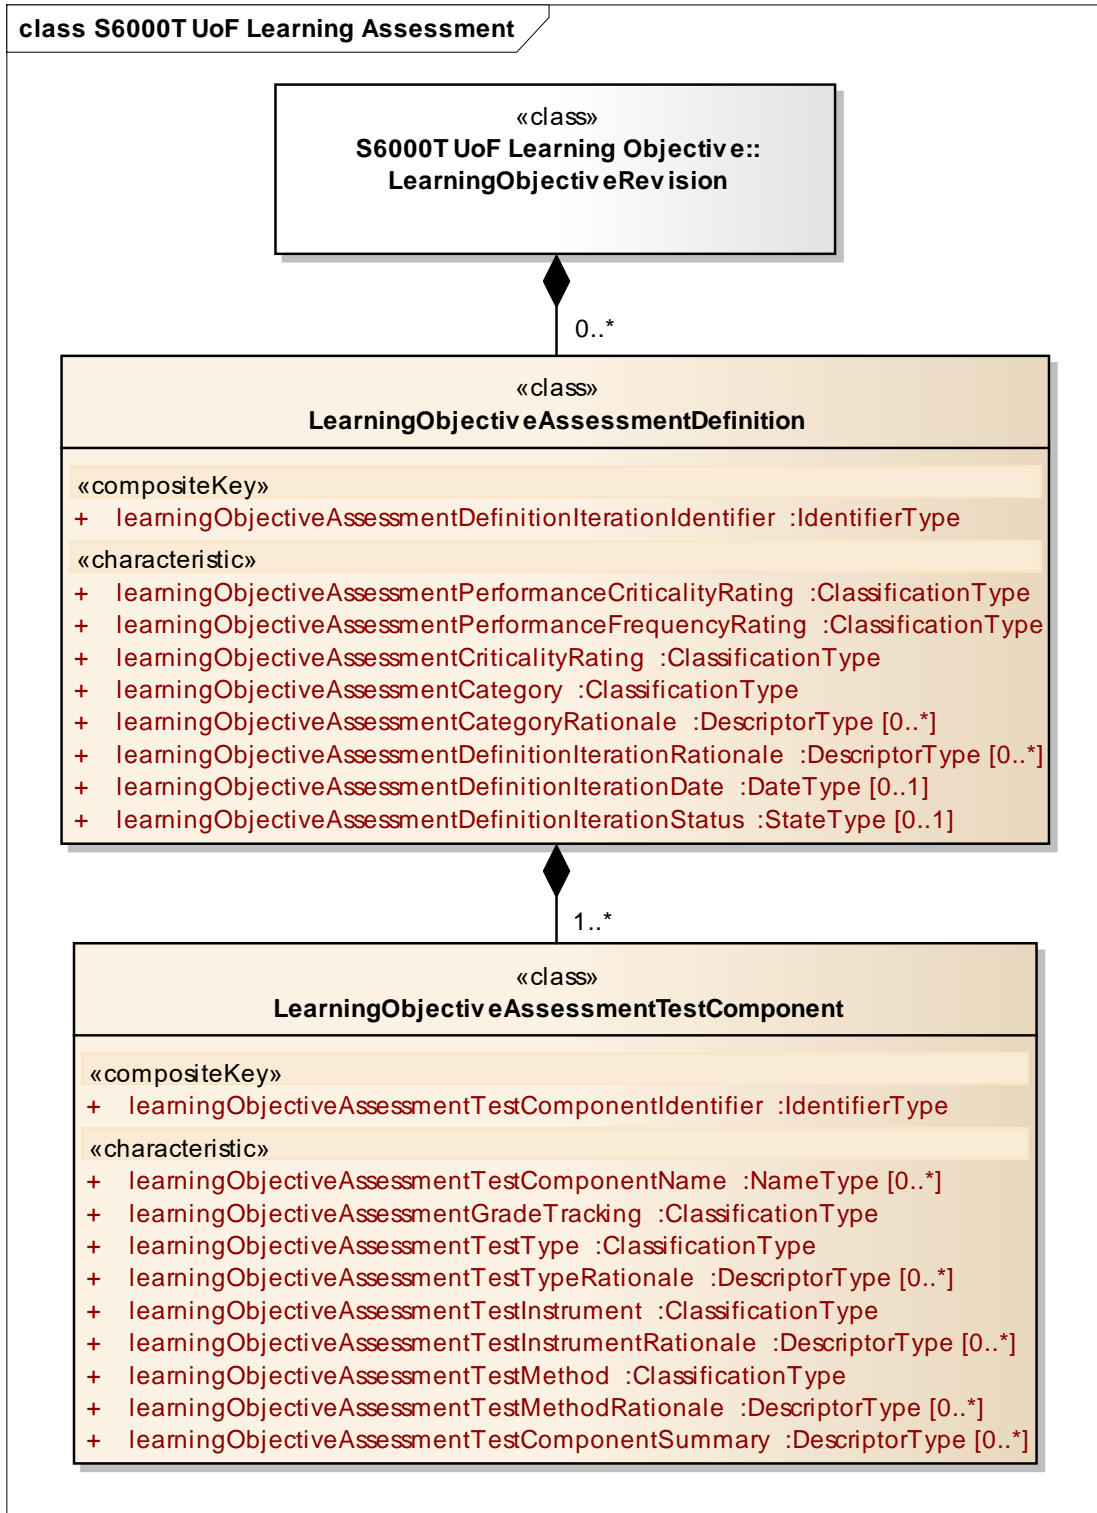 class S6000T UoF Learning Assessment
«class»
S6000T UoF Learning Objective::
LearningObjectiveRevision
0..*
«class»
LearningObjectiveAssessmentDefinition
«compositeKey»
+ learningObjectiveAssessmentDefinitionIterationIdentifier :IdentifierType
«characteristic»
+ learningObjectiveAssessmentPerformanceCriticalityRating :ClassificationType
+ learningObjectiveAssessmentPerformanceFrequencyRating :ClassificationType
+ learningObjectiveAssessmentCriticalityRating :ClassificationType
+ learningObjectiveAssessmentCategory :ClassificationType
+ learningObjectiveAssessmentCategoryRationale :DescriptorType [0..*]
+ learningObjectiveAssessmentDefinitionIterationRationale :DescriptorType [0..*]
+ learningObjectiveAssessmentDefinitionIterationDate :DateType [0..1]
+ learningObjectiveAssessmentDefinitionIterationStatus :StateType [0..1]
1..*
«class»
LearningObjectiveAssessmentTestComponent
«compositeKey»
+ learningObjectiveAssessmentTestComponentIdentifier :IdentifierType
«characteristic»
+ learningObjectiveAssessmentTestComponentName :NameType [0..*]
+ learningObjectiveAssessmentGradeTracking :ClassificationType
+ learningObjectiveAssessmentTestType :ClassificationType
+ learningObjectiveAssessmentTestTypeRationale :DescriptorType [0..*]
+ learningObjectiveAssessmentTestInstrument :ClassificationType
+ learningObjectiveAssessmentTestInstrumentRationale :DescriptorType [0..*]
+ learningObjectiveAssessmentTestMethod :ClassificationType
+ learningObjectiveAssessmentTestMethodRationale :DescriptorType [0..*]
+ learningObjectiveAssessmentTestComponentSummary :DescriptorType [0..*]